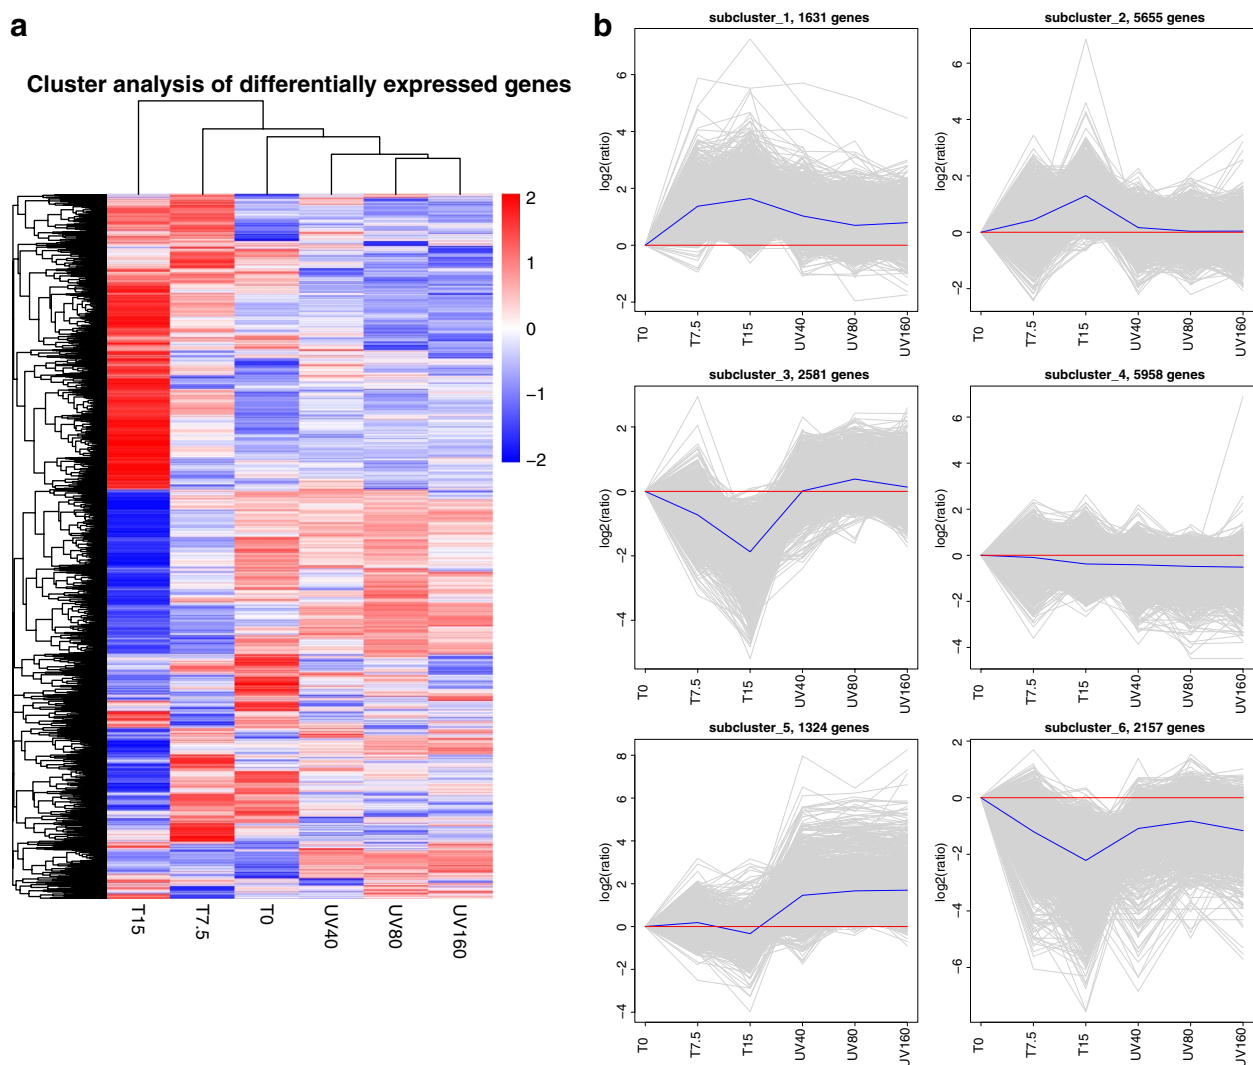 a
Cluster analysis of differentially expressed genes
2
1
0
−1
−2
T15
T7.5
T0
UV40
UV80
UV160
b
subcluster_1, 1631 genes
log2(ratio)
6
4
2
0
−2
T0
T7.5
T15
UV40
UV80
UV160
subcluster_2, 5655 genes
log2(ratio)
6
4
2
0
−2
T0
T7.5
T15
UV40
UV80
UV160
subcluster_3, 2581 genes
log2(ratio)
2
0
−2
−4
T0
T7.5
T15
UV40
UV80
UV160
subcluster_4, 5958 genes
log2(ratio)
6
4
2
0
−2
−4
T0
T7.5
T15
UV40
UV80
UV160
subcluster_5, 1324 genes
log2(ratio)
8
6
4
2
0
−2
−4
T0
T7.5
T15
UV40
UV80
UV160
subcluster_6, 2157 genes
log2(ratio)
2
0
−2
−4
−6
T0
T7.5
T15
UV40
UV80
UV160